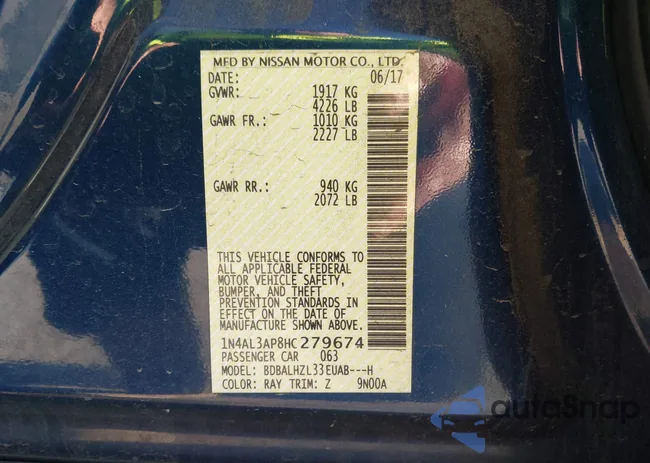 MFD BY NISSAN MOTOR CO., LTD.
DATE: 06/17
GVWR: 1917 KG
4226 LB
GAWR FR.: 1010 KG
2227 LB
GAWR RR.: 940 KG
2072 LB
THIS VEHICLE CONFORMS TO
ALL APPLICABLE FEDERAL
MOTOR VEHICLE SAFETY,
BUMPER, AND THEFT
PREVENTION STANDARDS IN
EFFECT ON THE DATE OF
MANUFACTURE SHOWN ABOVE.
1N4AL3AP8HC279674
PASSENGER CAR 063
MODEL: BDBALHZL33EUAB---H
COLOR: RAY TRIM: Z 9N00A
autoSnap